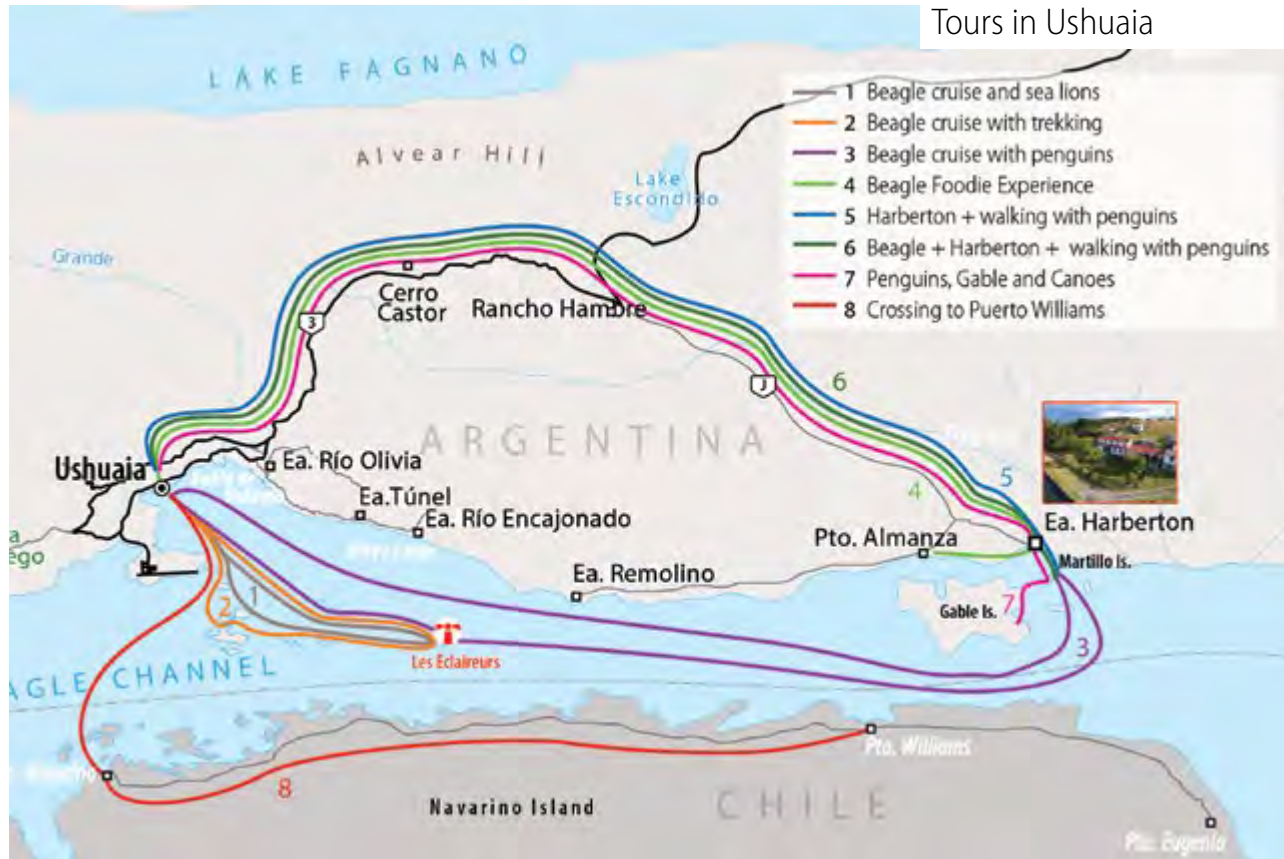 Tours in Ushuaia
LAKE FAGNANO
1 Beagle cruise and sea lions
2 Beagle cruise with trekking
3 Beagle cruise with penguins
4 Beagle Foodie Experience
5 Harberton + walking with penguins
6 Beagle + Harberton + walking with penguins
7 Penguins, Gable and Canoes
8 Crossing to Puerto Williams
Alvear Hill
Lake
Escondido
Grande
Cerro
Castor
Rancho Hambre
3
J
6
ARGENTINA
Ushuaia
Ea. Río Olivia
Ea.Túnel
Ea. Río Encajonado
5
4
Ea. Harberton
Pto. Almanza
Martillo Is.
Ea. Remolino
Gable Is.
7
1
2
3
Les Eclaireurs
AGLE CHANNEL
Pto. Williams
8
Navarino Island
CHILE
Pto. Eugenia